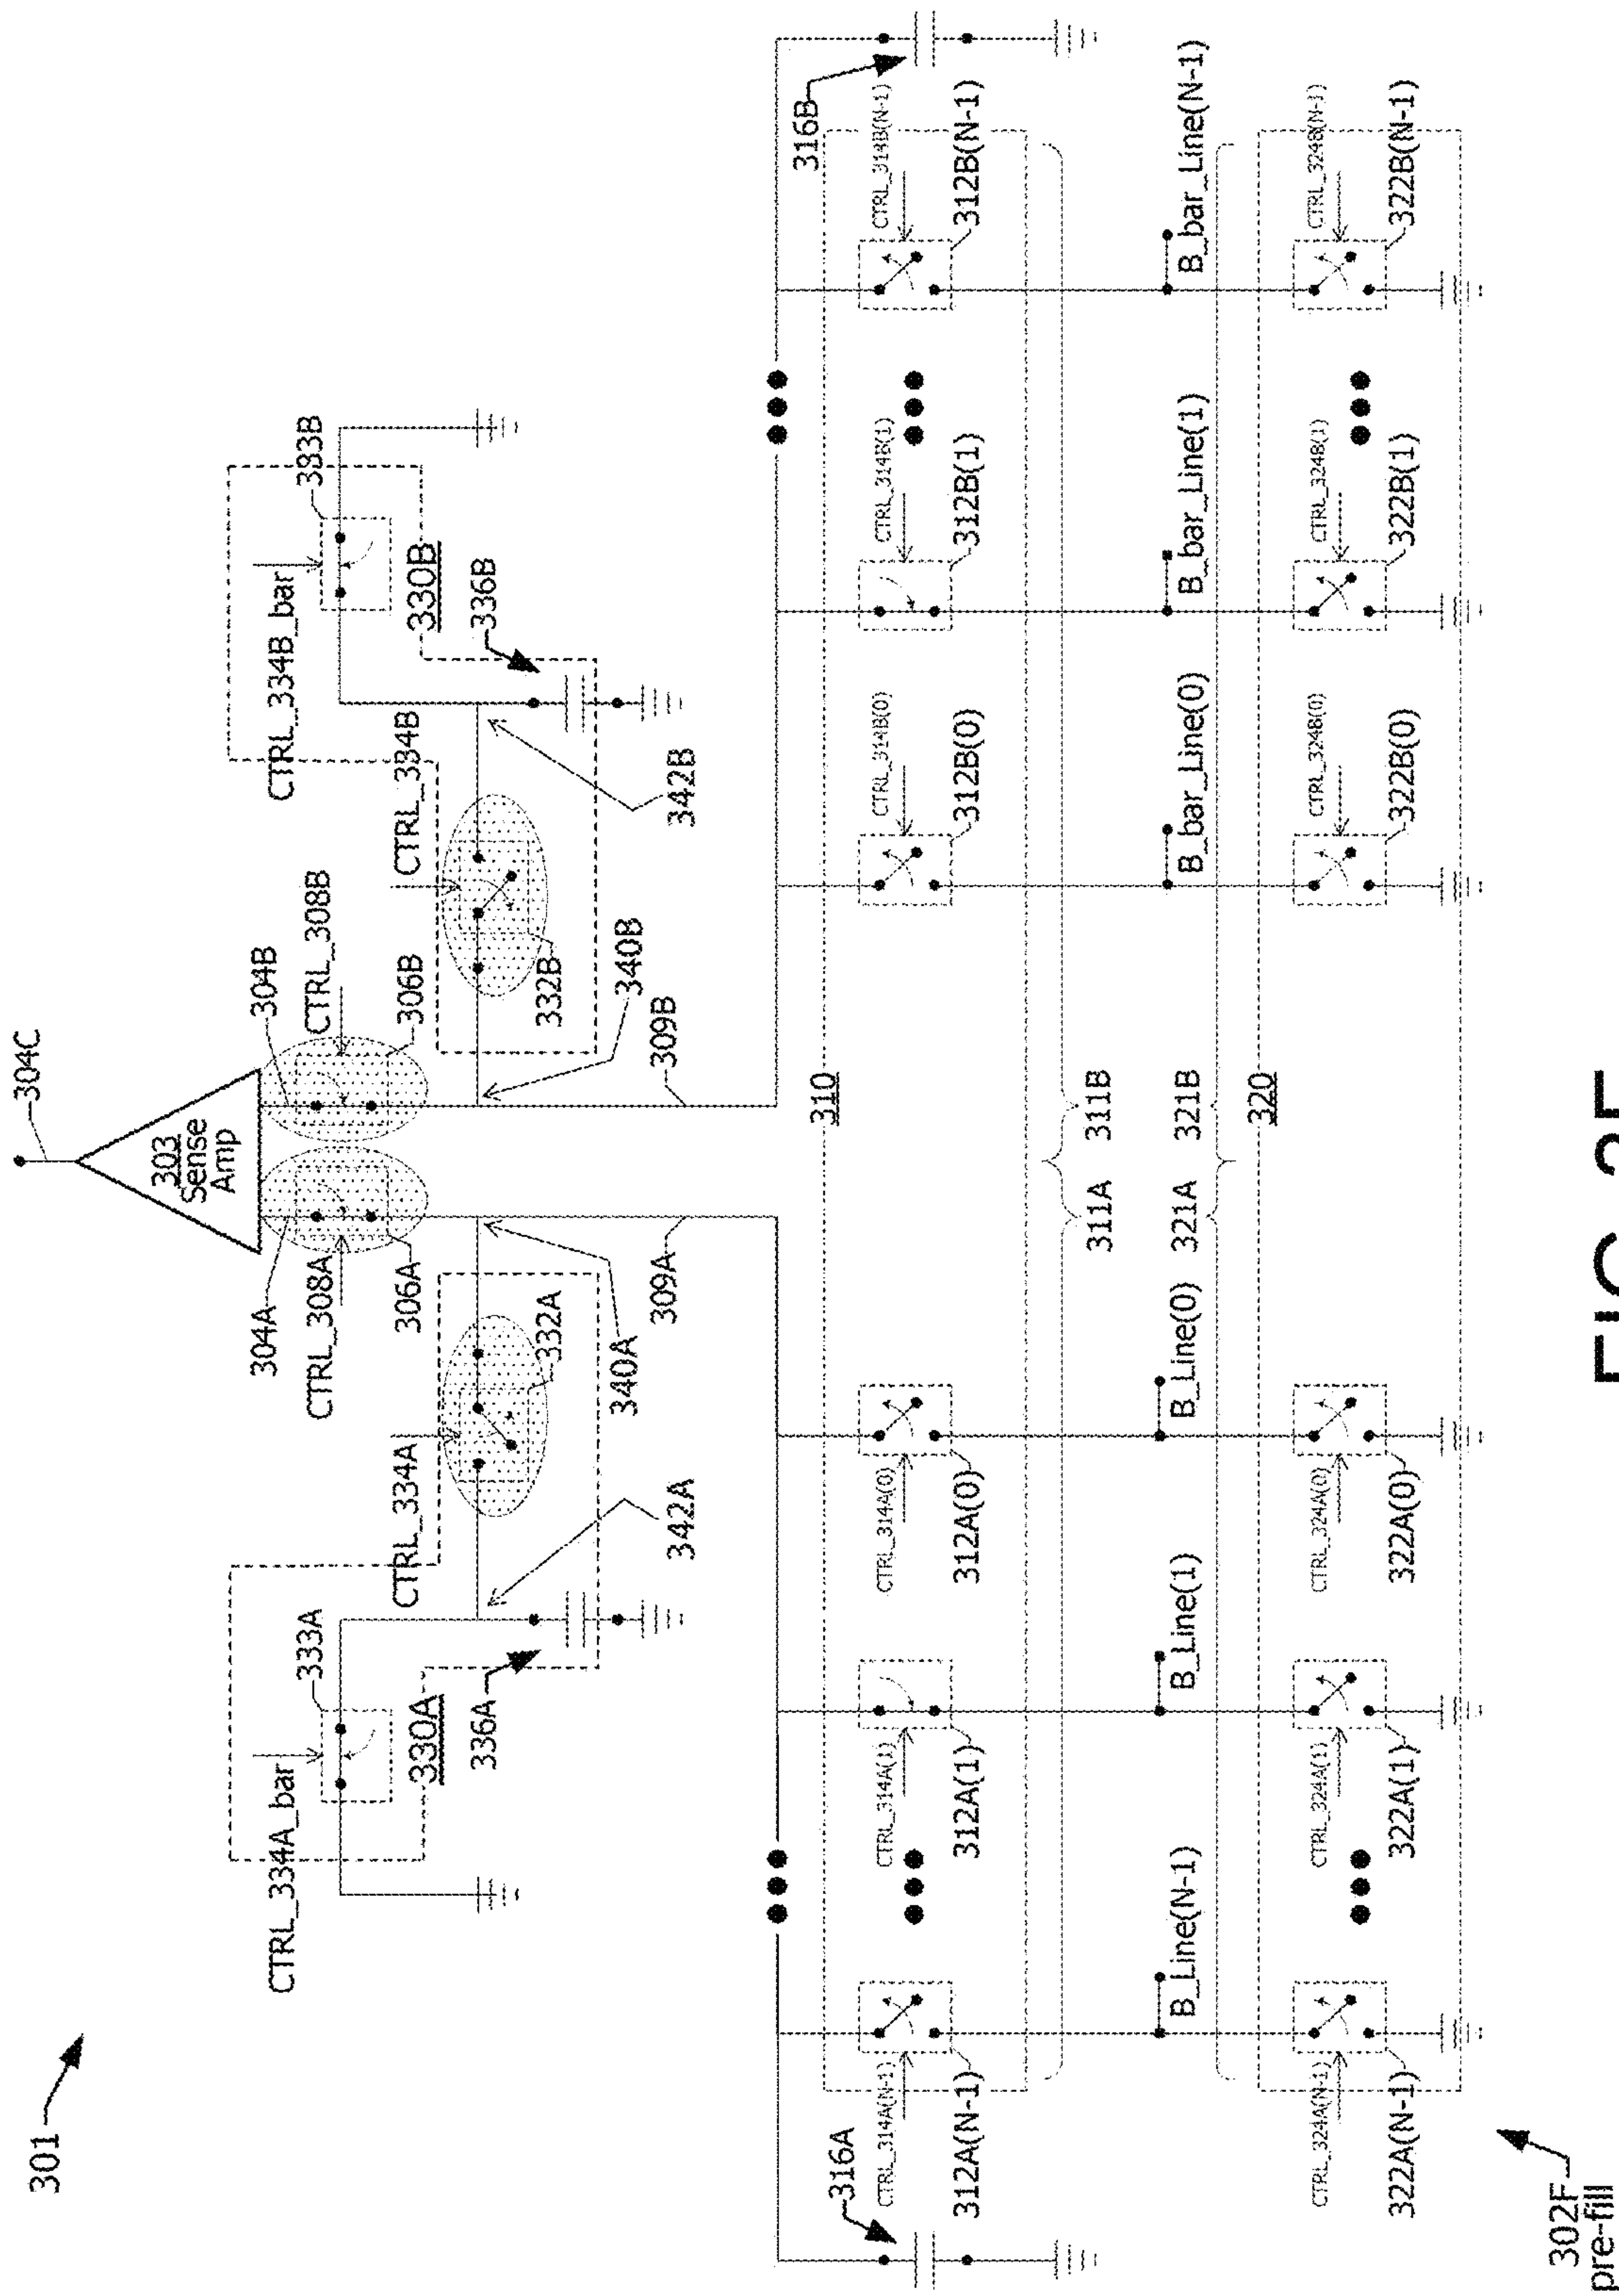 301
304C
303
Sense
Amp
304A
304B
CTRL_308A
CTRL_308B
306A
306B
CTRL_334A_bar
333A
CTRL_334B_bar
333B
330A
330B
CTRL_334A
CTRL_334B
336A
336B
332A
332B
342A
340A
340B
342B
309A
309B
316A
310
316B
CTRL_314A(N-1)
CTRL_314A(1)
CTRL_314A(0)
CTRL_314B(0)
CTRL_314B(1)
CTRL_314B(N-1)
312A(N-1)
312A(1)
312A(0)
312B(0)
312B(1)
312B(N-1)
311A
311B
B_Line(N-1)
B_Line(1)
B_Line(0)
321A
321B
B_bar_Line(0)
B_bar_Line(1)
B_bar_Line(N-1)
320
CTRL_324A(N-1)
CTRL_324A(1)
CTRL_324A(0)
CTRL_324B(0)
CTRL_324B(1)
CTRL_324B(N-1)
322A(N-1)
322A(1)
322A(0)
322B(0)
322B(1)
322B(N-1)
302F
pre-fill